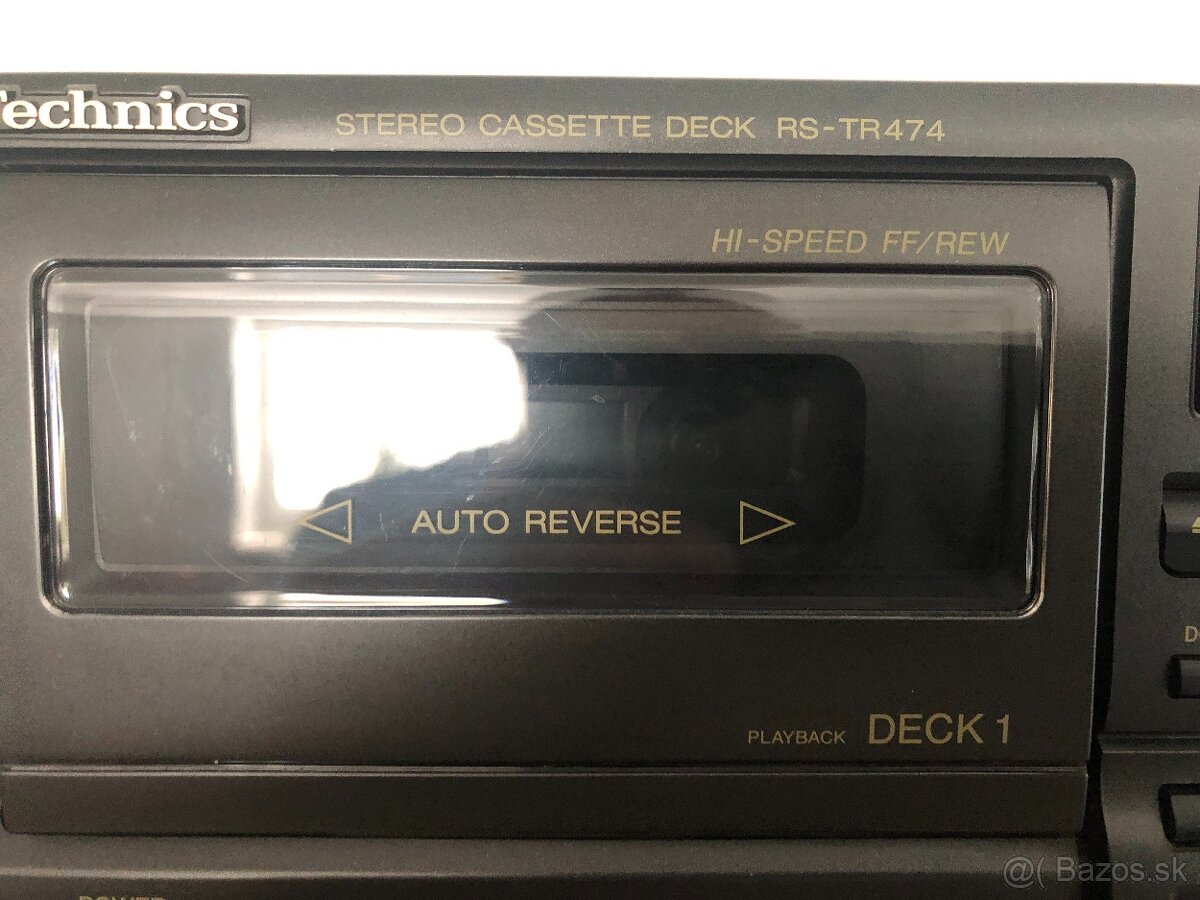 Technics
STEREO CASSETTE DECK RS-TR474
HI-SPEED FF/REW
AUTO REVERSE
PLAYBACK DECK 1
@( Bazos.sk